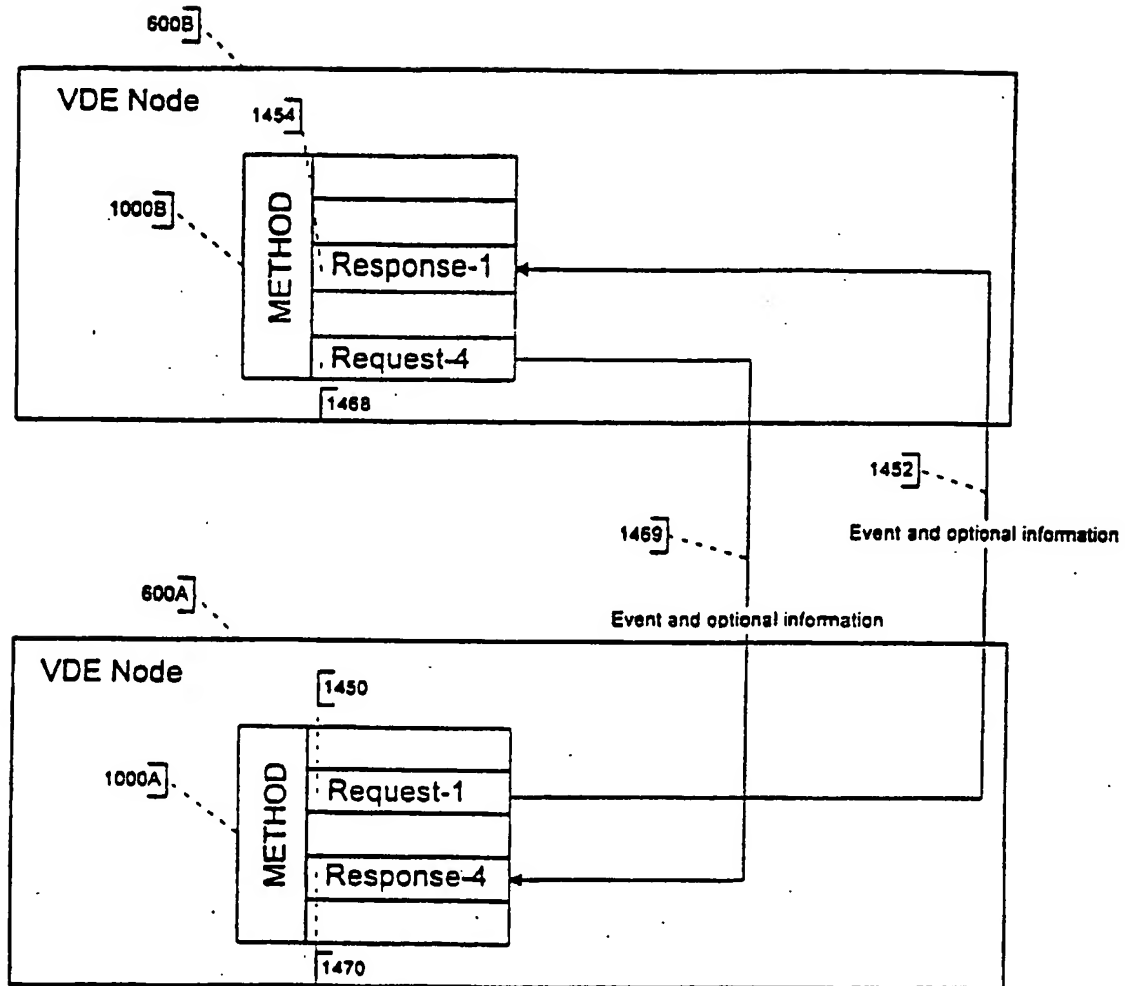 600B
VDE Node
1454
1000B
METHOD
Response-1
Request-4
1468
1452
Event and optional information
1469
600A
Event and optional information
VDE Node
1450
1000A
METHOD
Request-1
Response-4
1470